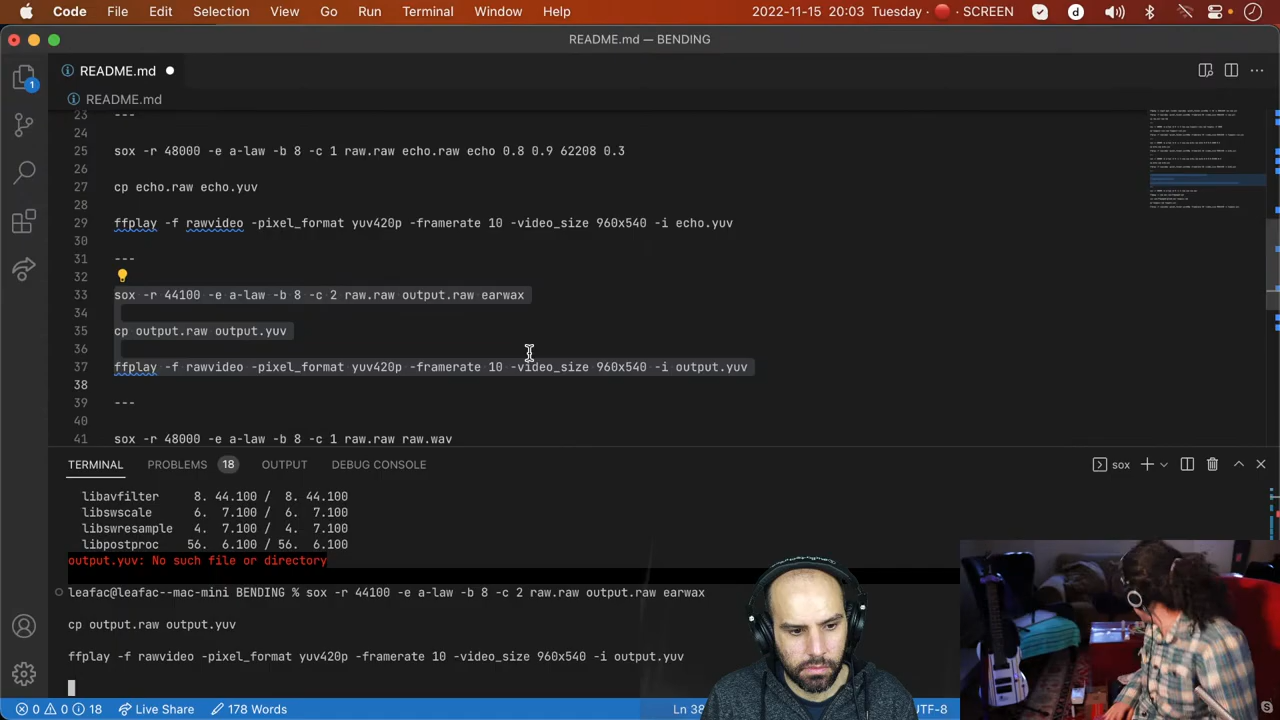 Code File Edit Selection View Go Run Terminal Window Help 2022-11-15 20:03 Tuesday SCREEN
README.md — BENDING
README.md
README.md
23 ---
24
25 sox -r 48000 -e a-law -b 8 -c 1 raw.raw echo.raw echo 0.8 0.9 62208 0.3
26
27 cp echo.raw echo.yuv
28
29 ffplay -f rawvideo -pixel_format yuv420p -framerate 10 -video_size 960x540 -i echo.yuv
30
31 ---
32
33 sox -r 44100 -e a-law -b 8 -c 2 raw.raw output.raw earwax
34
35 cp output.raw output.yuv
36
37 ffplay -f rawvideo -pixel_format yuv420p -framerate 10 -video_size 960x540 -i output.yuv
38
39 ---
40
41 sox -r 48000 -e a-law -b 8 -c 1 raw.raw raw.wav
TERMINAL PROBLEMS 18 OUTPUT DEBUG CONSOLE sox
libavfilter 8. 44.100 / 8. 44.100
libswscale 6. 7.100 / 6. 7.100
libswresample 4. 7.100 / 4. 7.100
libpostproc 56. 6.100 / 56. 6.100
output.yuv: No such file or directory
leafac@leafac--mac-mini BENDING % sox -r 44100 -e a-law -b 8 -c 2 raw.raw output.raw earwax
cp output.raw output.yuv
ffplay -f rawvideo -pixel_format yuv420p -framerate 10 -video_size 960x540 -i output.yuv
0 0 18 Live Share 178 Words Ln 38 UTF-8